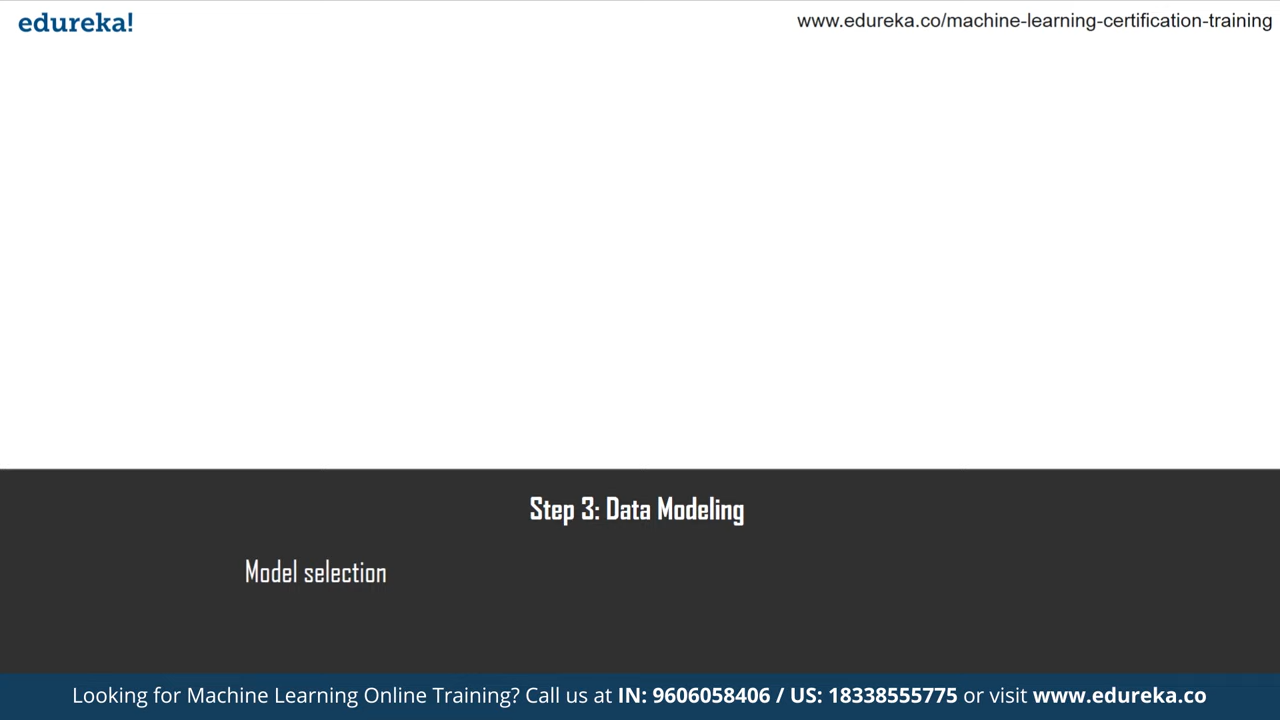 edureka!
www.edureka.co/machine-learning-certification-training
Step 3: Data Modeling
Model selection
Looking for Machine Learning Online Training? Call us at IN: 9606058406 / US: 18338555775 or visit www.edureka.co